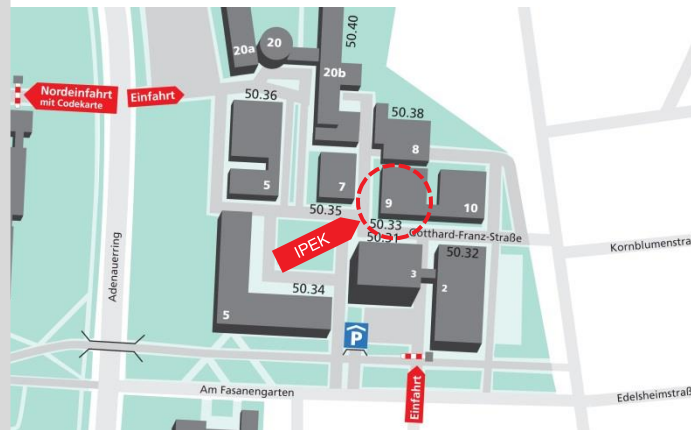 50.40
20
20a
20b
Nordeinfahrt
mit Codekarte
Einfahrt
50.36
50.38
8
5
7
9
10
50.35
50.33
Gotthard-Franz-Straße
50.31
IPEK
Kornblumenstra
50.32
3
2
50.34
5
Adenauerring
P
Am Fasanengarten
Einfahrt
Edelsheimstraß